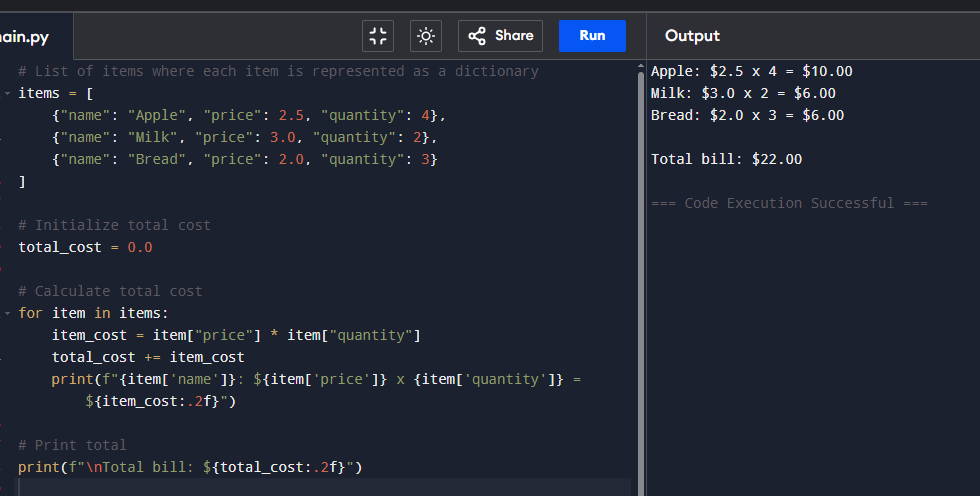 ain.py
Share
Run
Output
# List of items where each item is represented as a dictionary
items = [
    {"name": "Apple", "price": 2.5, "quantity": 4},
    {"name": "Milk", "price": 3.0, "quantity": 2},
    {"name": "Bread", "price": 2.0, "quantity": 3}
]
# Initialize total cost
total_cost = 0.0
# Calculate total cost
for item in items:
    item_cost = item["price"] * item["quantity"]
    total_cost += item_cost
    print(f"{item['name']}: ${item['price']} x {item['quantity']} =
        ${item_cost:.2f}")
# Print total
print(f"\nTotal bill: ${total_cost:.2f}")
Apple: $2.5 x 4 = $10.00
Milk: $3.0 x 2 = $6.00
Bread: $2.0 x 3 = $6.00
Total bill: $22.00
=== Code Execution Successful ===